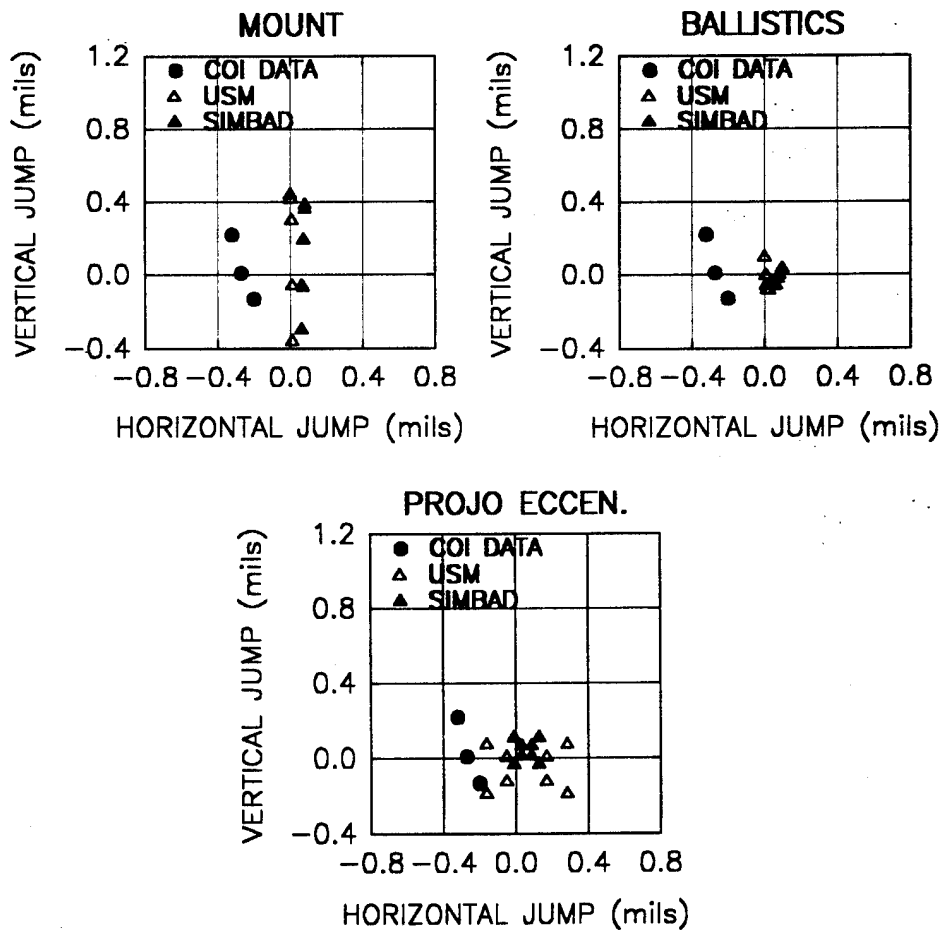 MOUNT
1.2
0.8
0.4
0.0
−0.4
VERTICAL JUMP (mils)
COI DATA
USM
SIMBAD
−0.8 −0.4 0.0 0.4 0.8
HORIZONTAL JUMP (mils)
BALLISTICS
1.2
0.8
0.4
0.0
−0.4
VERTICAL JUMP (mils)
COI DATA
USM
SIMBAD
−0.8 −0.4 0.0 0.4 0.8
HORIZONTAL JUMP (mils)
PROJO ECCEN.
1.2
0.8
0.4
0.0
−0.4
VERTICAL JUMP (mils)
COI DATA
USM
SIMBAD
−0.8 −0.4 0.0 0.4 0.8
HORIZONTAL JUMP (mils)